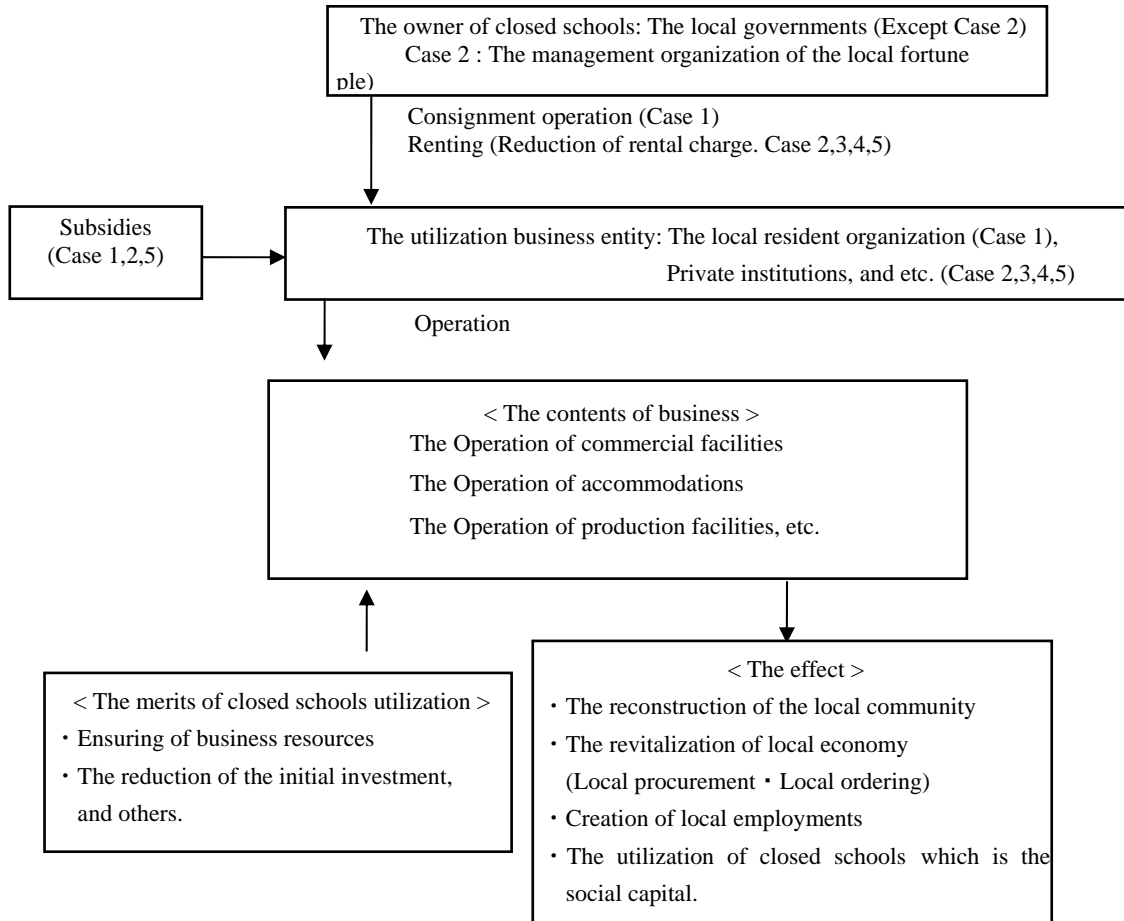 The owner of closed schools: The local governments (Except Case 2)
Case 2 : The management organization of the local fortune
ple)
Consignment operation (Case 1)
Renting (Reduction of rental charge. Case 2,3,4,5)
Subsidies
(Case 1,2,5)
The utilization business entity: The local resident organization (Case 1),
Private institutions, and etc. (Case 2,3,4,5)
Operation
< The contents of business >
The Operation of commercial facilities
The Operation of accommodations
The Operation of production facilities, etc.
< The merits of closed schools utilization >
・Ensuring of business resources
・The reduction of the initial investment,
and others.
< The effect >
・The reconstruction of the local community
・The revitalization of local economy
(Local procurement・Local ordering)
・Creation of local employments
・The utilization of closed schools which is the
social capital.